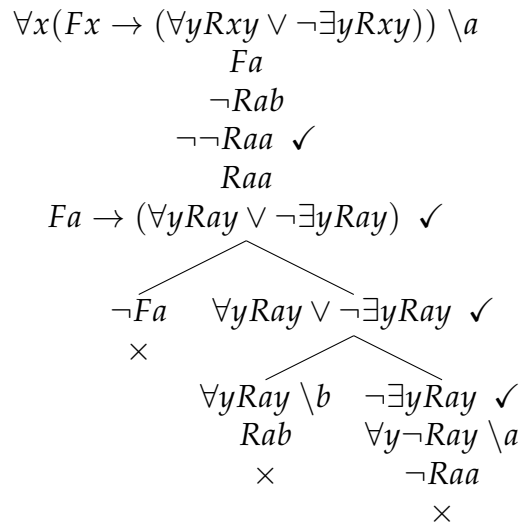 ∀x(Fx → (∀yRxy ∨ ¬∃yRxy)) \a
Fa
¬Rab
¬¬Raa ✓
Raa
Fa → (∀yRay ∨ ¬∃yRay) ✓
¬Fa ∀yRay ∨ ¬∃yRay ✓
×
∀yRay \b ¬∃yRay ✓
Rab ∀y¬Ray \a
× ¬Raa
×